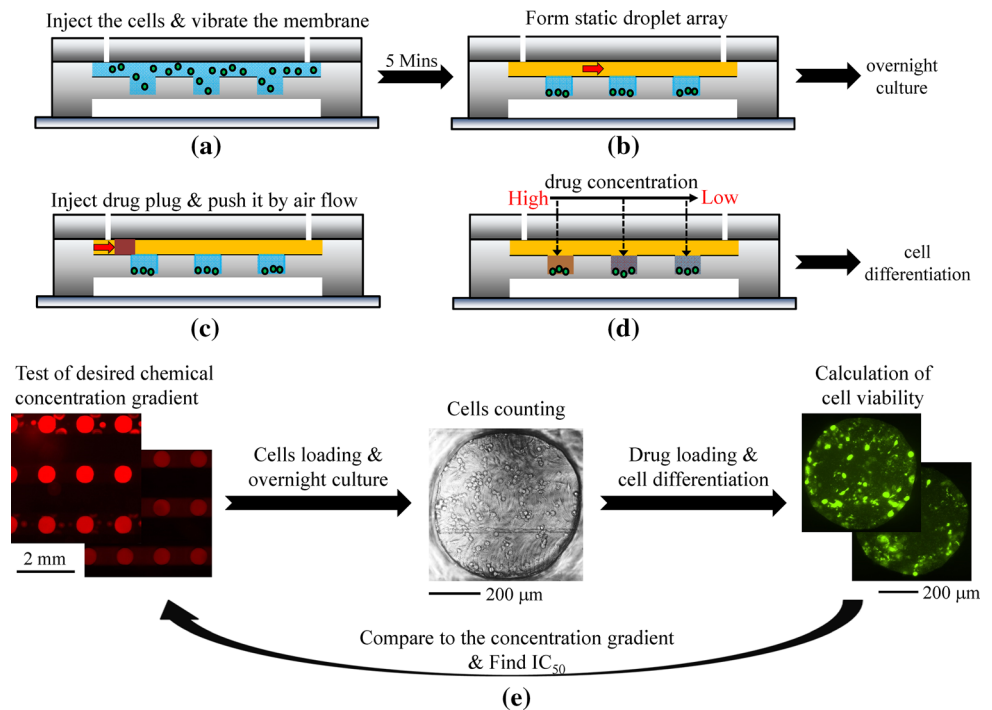 Inject the cells & vibrate the membrane
5 Mins
Form static droplet array
overnight
culture
(a)
(b)
Inject drug plug & push it by air flow
drug concentration
High
Low
cell
differentiation
(c)
(d)
Test of desired chemical
concentration gradient
2 mm
Cells loading &
overnight culture
Cells counting
200 μm
Drug loading &
cell differentiation
Calculation of
cell viability
200 μm
Compare to the concentration gradient
& Find IC50
(e)